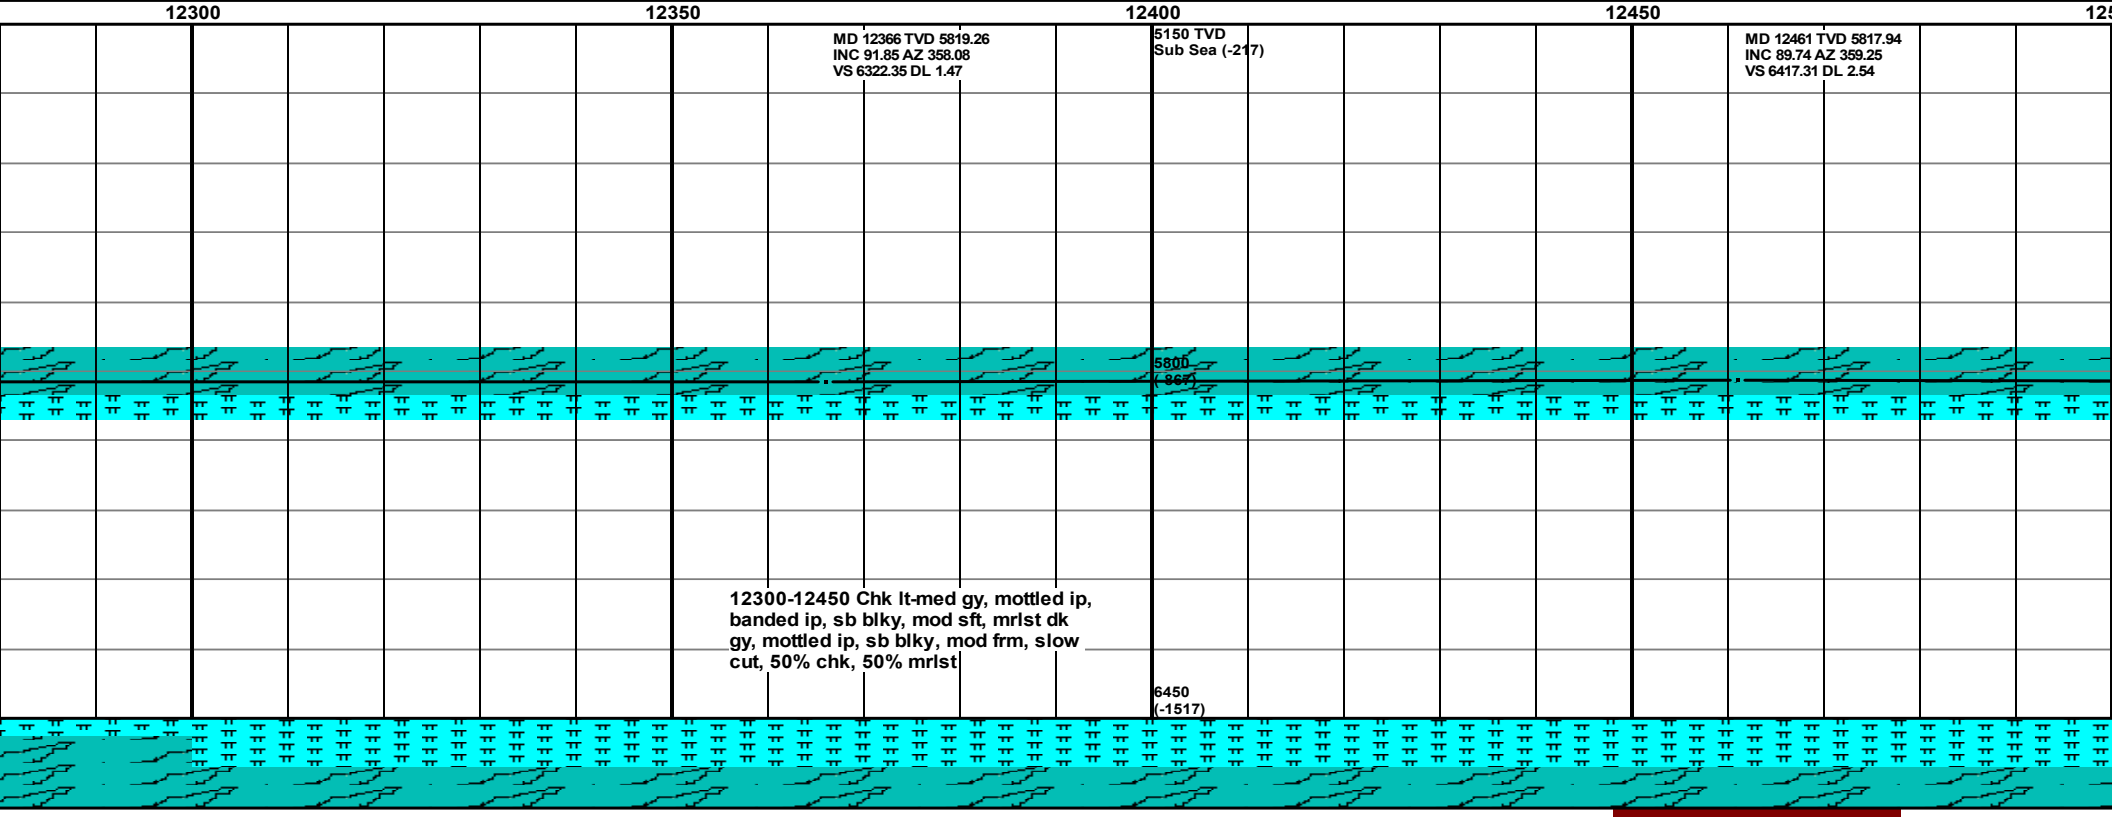 12300 12350 12400 12450
MD 12366 TVD 5819.26
INC 91.85 AZ 358.08
VS 6322.35 DL 1.47
5150 TVD
Sub Sea (-217)
MD 12461 TVD 5817.94
INC 89.74 AZ 359.25
VS 6417.31 DL 2.54
5800
(-867)
12300-12450 Chk lt-med gy, mottled ip,
banded ip, sb blky, mod sft, mrlst dk
gy, mottled ip, sb blky, mod frm, slow
cut, 50% chk, 50% mrlst
6450
(-1517)